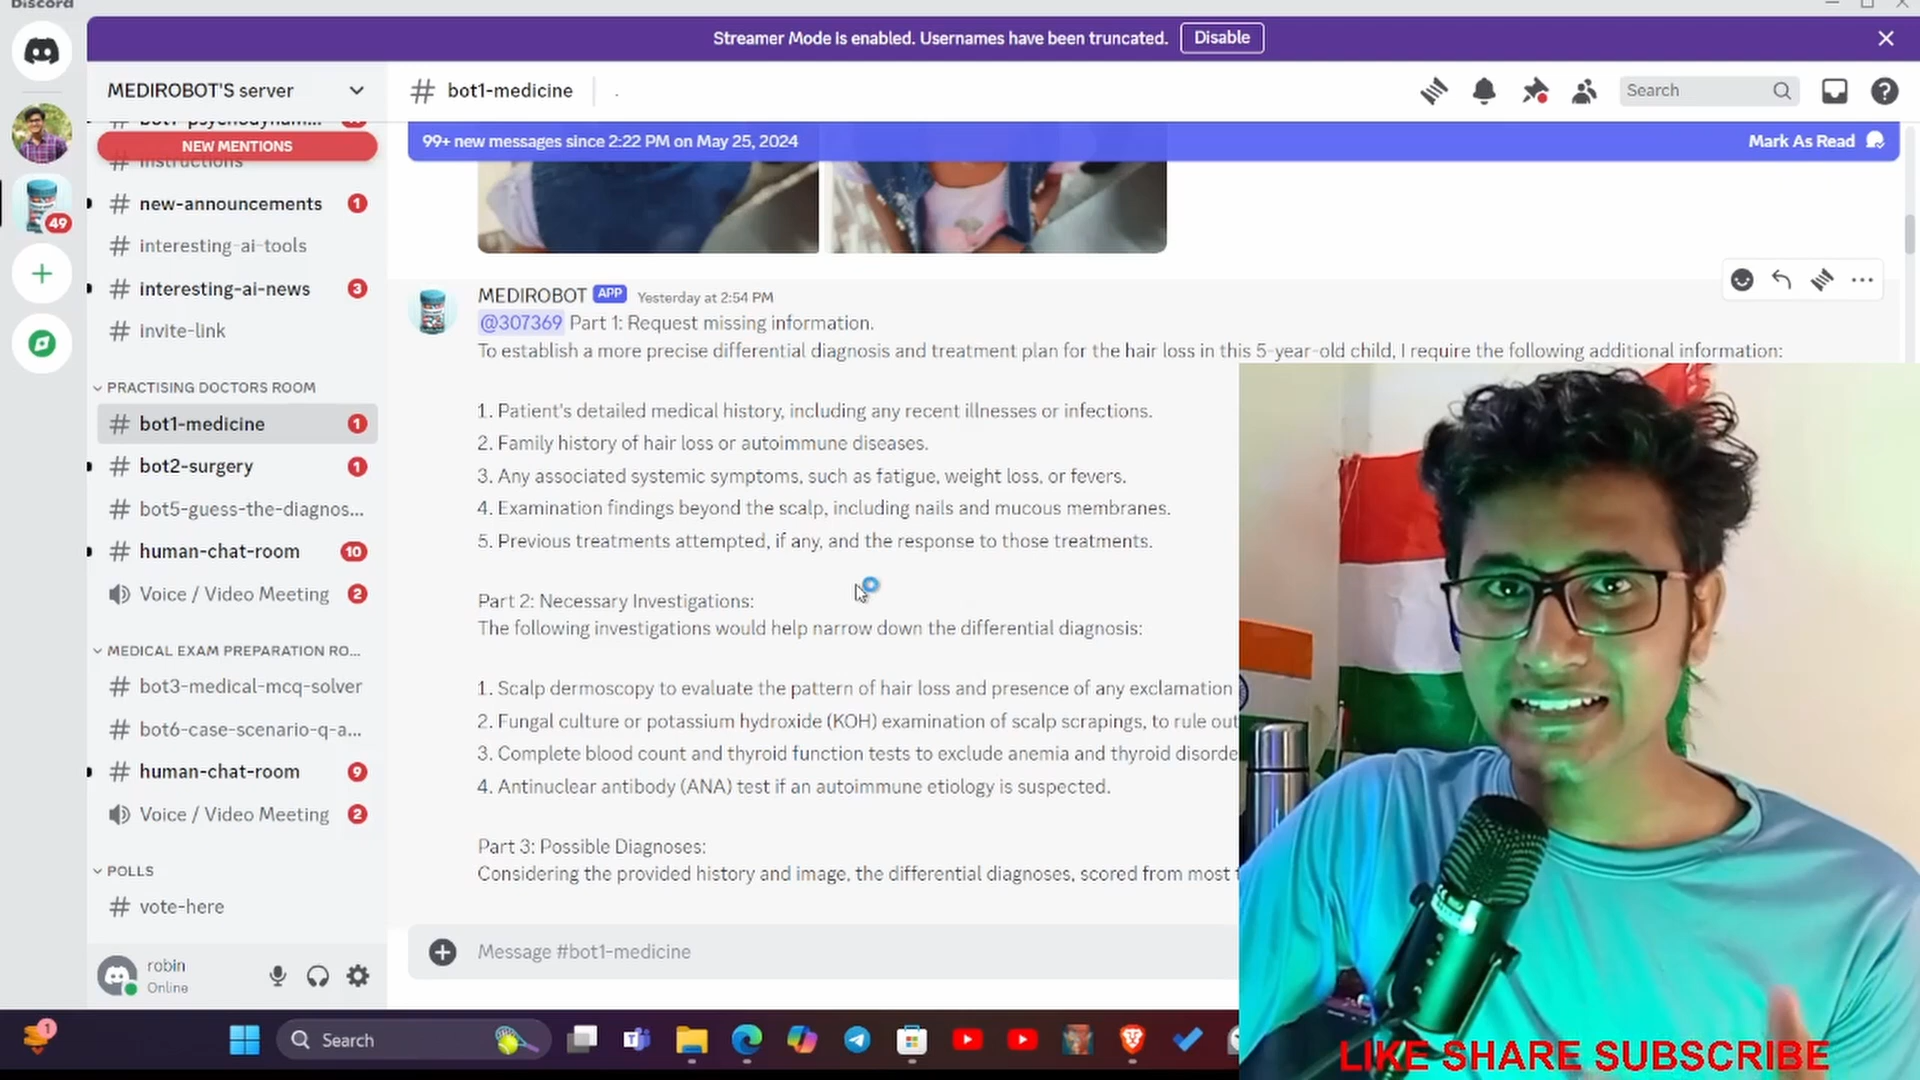 Discord
Streamer Mode is enabled. Usernames have been truncated.
Disable
MEDIROBOT'S server
NEW MENTIONS
instructions
new-announcements
1
interesting-ai-tools
interesting-ai-news
3
invite-link
PRACTISING DOCTORS ROOM
bot1-medicine
1
bot2-surgery
1
bot5-guess-the-diagnos...
human-chat-room
10
Voice / Video Meeting
2
MEDICAL EXAM PREPARATION RO...
bot3-medical-mcq-solver
bot6-case-scenario-q-a...
human-chat-room
9
Voice / Video Meeting
2
POLLS
vote-here
robin
Online
49
# bot1-medicine
.
Search
99+ new messages since 2:22 PM on May 25, 2024
Mark As Read
MEDIROBOT APP Yesterday at 2:54 PM
@307369 Part 1: Request missing information.
To establish a more precise differential diagnosis and treatment plan for the hair loss in this 5-year-old child, I require the following additional information:
1. Patient's detailed medical history, including any recent illnesses or infections.
2. Family history of hair loss or autoimmune diseases.
3. Any associated systemic symptoms, such as fatigue, weight loss, or fevers.
4. Examination findings beyond the scalp, including nails and mucous membranes.
5. Previous treatments attempted, if any, and the response to those treatments.
Part 2: Necessary Investigations:
The following investigations would help narrow down the differential diagnosis:
1. Scalp dermoscopy to evaluate the pattern of hair loss and presence of any exclamation
2. Fungal culture or potassium hydroxide (KOH) examination of scalp scrapings, to rule out
3. Complete blood count and thyroid function tests to exclude anemia and thyroid disorde
4. Antinuclear antibody (ANA) test if an autoimmune etiology is suspected.
Part 3: Possible Diagnoses:
Considering the provided history and image, the differential diagnoses, scored from most
Message #bot1-medicine
1
Search
LIKE SHARE SUBSCRIBE